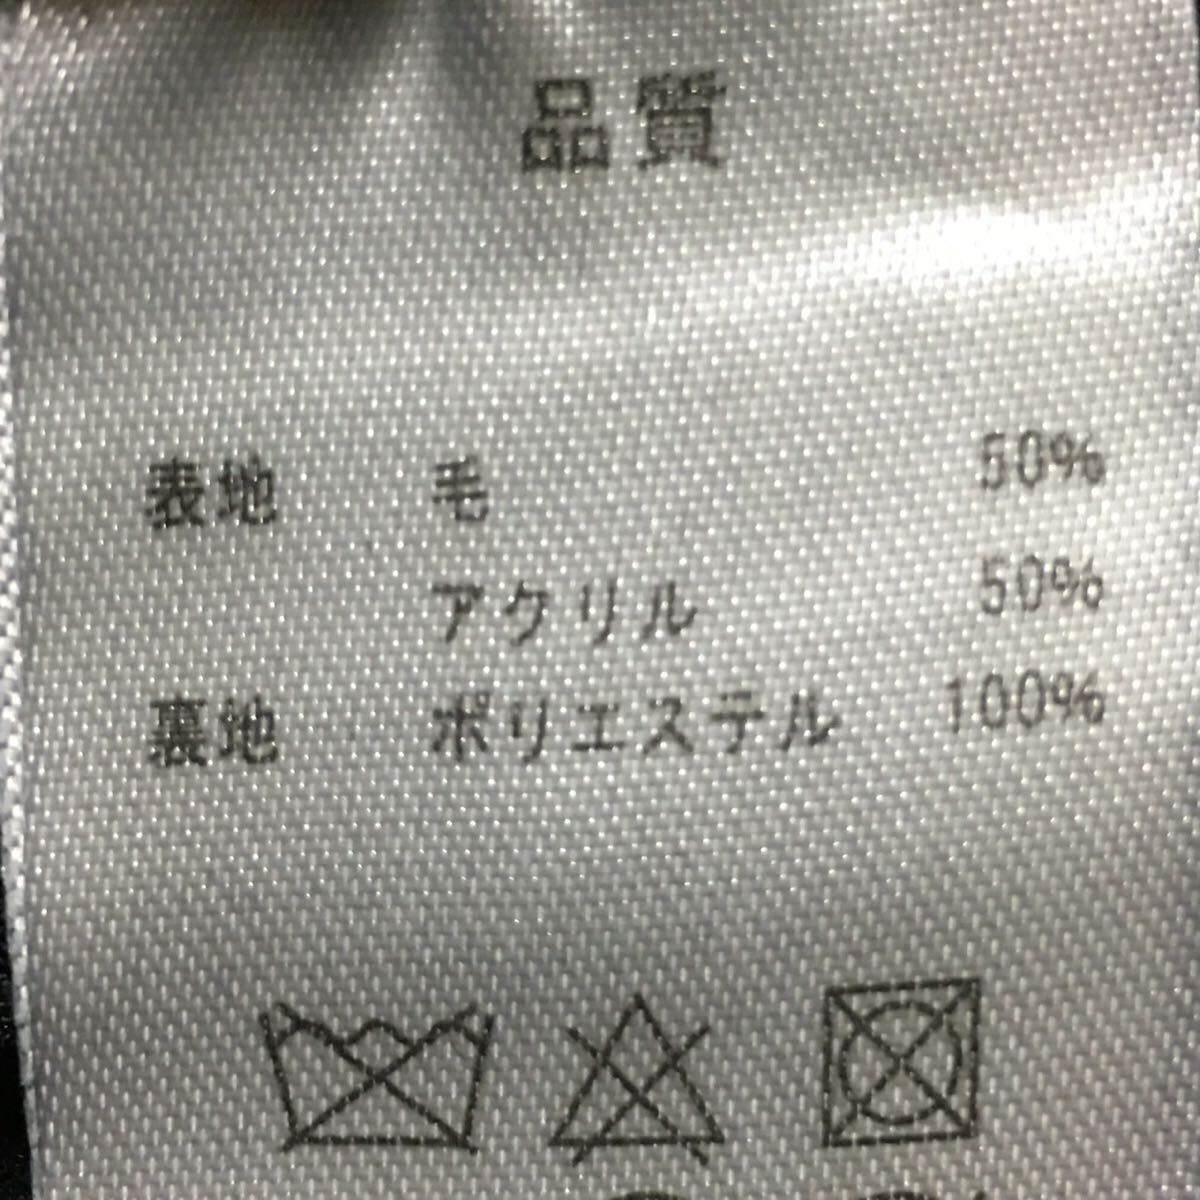 品質
表地 毛 50%
アクリル 50%
裏地 ポリエステル 100%